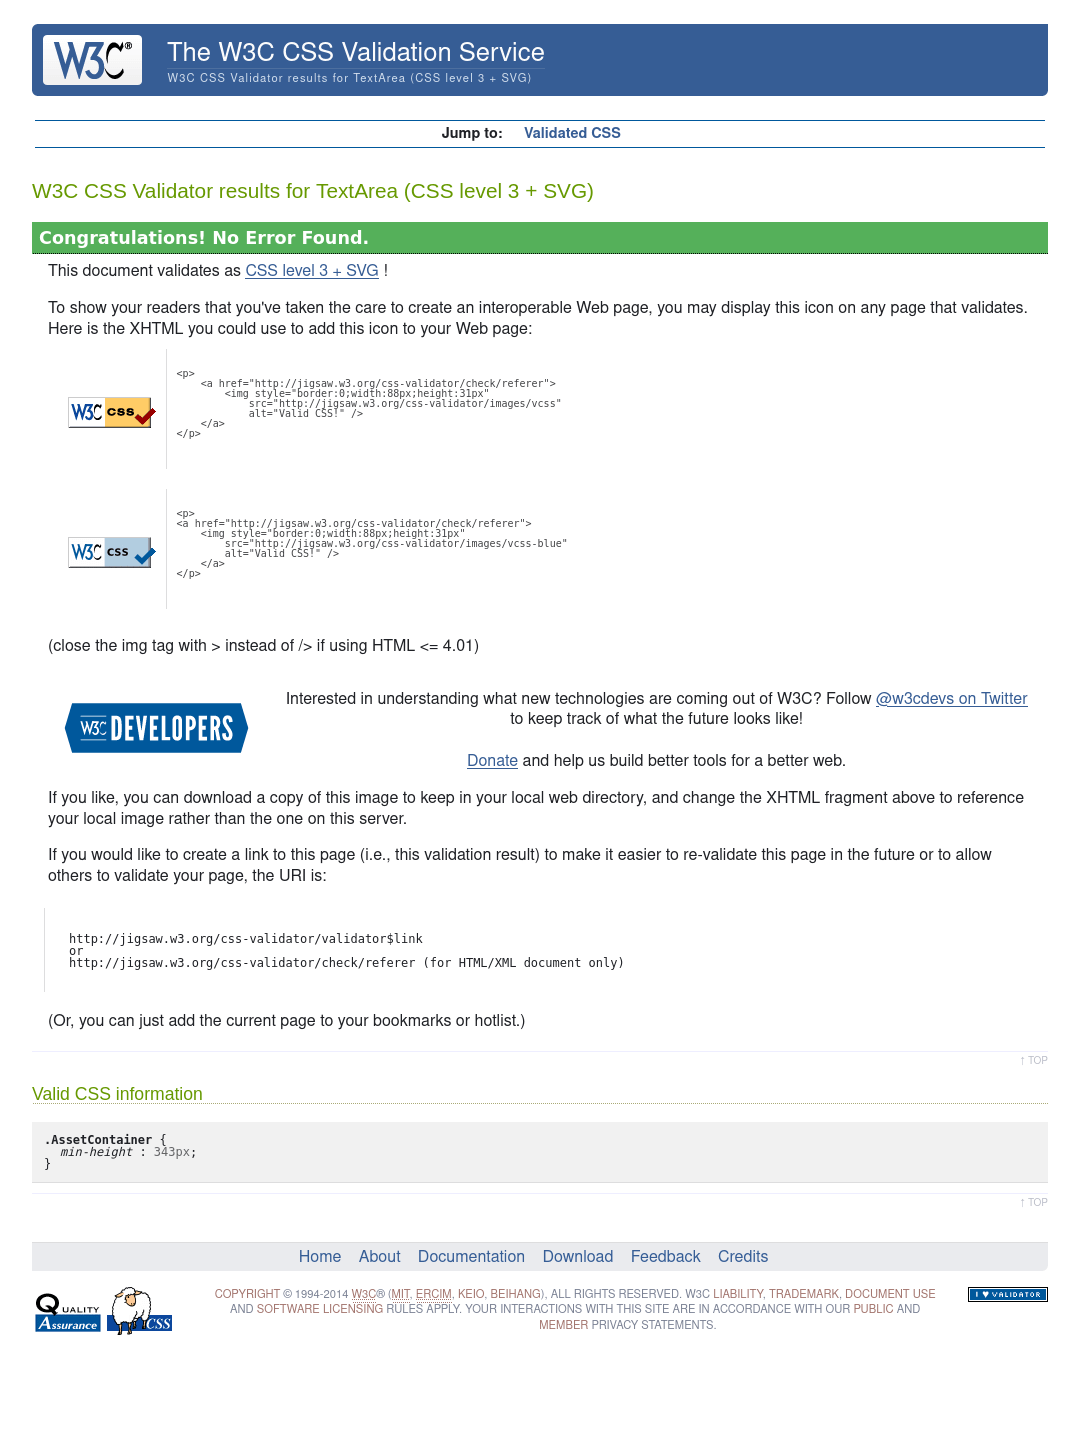 W3C®
The W3C CSS Validation Service
W3C CSS Validator results for TextArea (CSS level 3 + SVG)
Jump to: Validated CSS
W3C CSS Validator results for TextArea (CSS level 3 + SVG)
Congratulations! No Error Found.
This document validates as CSS level 3 + SVG !
To show your readers that you've taken the care to create an interoperable Web page, you may display this icon on any page that validates.
Here is the XHTML you could use to add this icon to your Web page:
W3C css
<p>
<a href="http://jigsaw.w3.org/css-validator/check/referer">
<img style="border:0;width:88px;height:31px"
src="http://jigsaw.w3.org/css-validator/images/vcss"
alt="Valid CSS!" />
</a>
</p>
W3C css
<p>
<a href="http://jigsaw.w3.org/css-validator/check/referer">
<img style="border:0;width:88px;height:31px"
src="http://jigsaw.w3.org/css-validator/images/vcss-blue"
alt="Valid CSS!" />
</a>
</p>
(close the img tag with > instead of /> if using HTML <= 4.01)
W3C DEVELOPERS
Interested in understanding what new technologies are coming out of W3C? Follow @w3cdevs on Twitter
to keep track of what the future looks like!
Donate and help us build better tools for a better web.
If you like, you can download a copy of this image to keep in your local web directory, and change the XHTML fragment above to reference
your local image rather than the one on this server.
If you would like to create a link to this page (i.e., this validation result) to make it easier to re-validate this page in the future or to allow
others to validate your page, the URI is:
http://jigsaw.w3.org/css-validator/validator$link
or
http://jigsaw.w3.org/css-validator/check/referer (for HTML/XML document only)
(Or, you can just add the current page to your bookmarks or hotlist.)
↑ TOP
Valid CSS information
.AssetContainer {
min-height : 343px;
}
↑ TOP
Home About Documentation Download Feedback Credits
QUALITY
Assurance
CSS
COPYRIGHT © 1994-2014 W3C® (MIT, ERCIM, KEIO, BEIHANG), ALL RIGHTS RESERVED. W3C LIABILITY, TRADEMARK, DOCUMENT USE
AND SOFTWARE LICENSING RULES APPLY. YOUR INTERACTIONS WITH THIS SITE ARE IN ACCORDANCE WITH OUR PUBLIC AND
MEMBER PRIVACY STATEMENTS.
I ♥ VALIDATOR